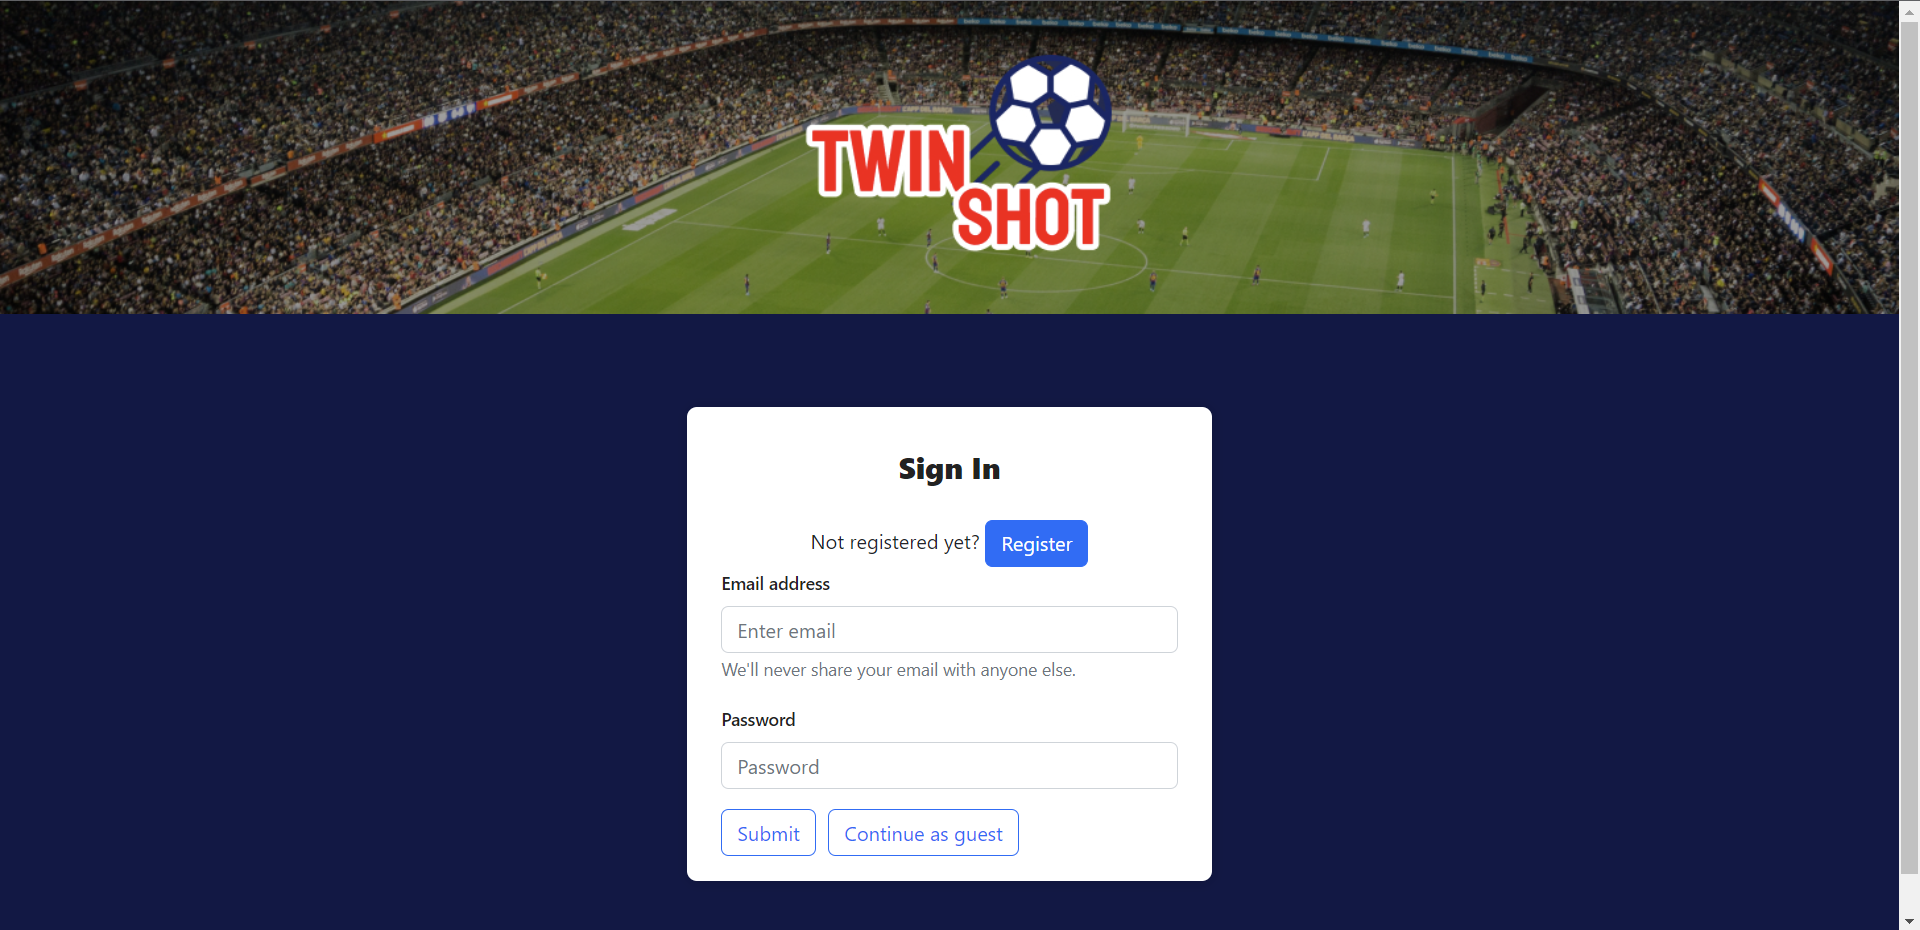 TWIN
SHOT
Sign In
Not registered yet? Register
Email address
Enter email
We'll never share your email with anyone else.
Password
Password
Submit Continue as guest